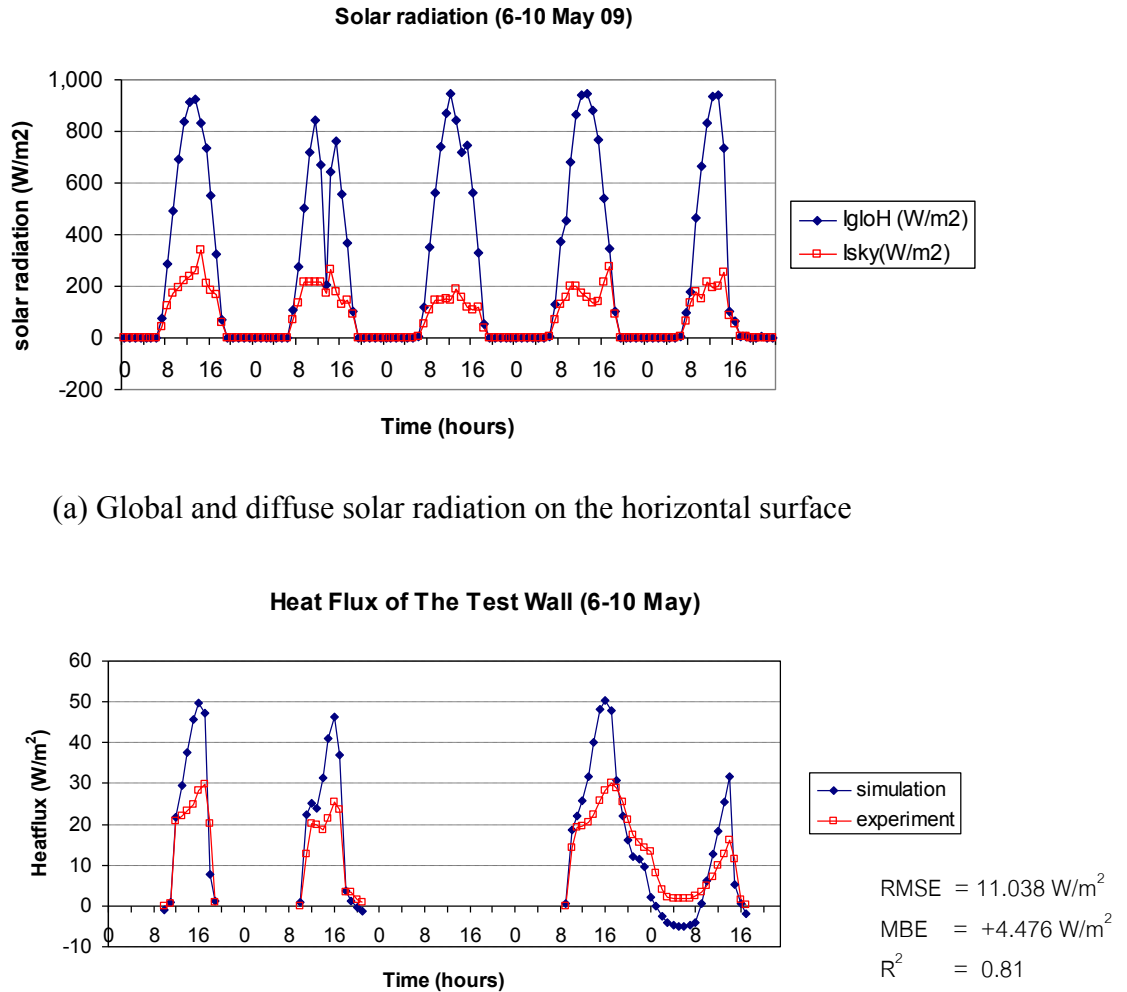 Solar radiation (6-10 May 09)
1,000
800
600
400
200
0
-200
solar radiation (W/m2)
0 8 16 0 8 16 0 8 16 0 8 16 0 8 16
Time (hours)
IgloH (W/m2)
Isky(W/m2)
(a) Global and diffuse solar radiation on the horizontal surface
Heat Flux of The Test Wall (6-10 May)
60
50
40
30
20
10
0
-10
Heatflux (W/m²)
0 8 16 0 8 16 0 8 16 0 8 16 0 8 16
Time (hours)
simulation
experiment
RMSE = 11.038 W/m²
MBE = +4.476 W/m²
R² = 0.81